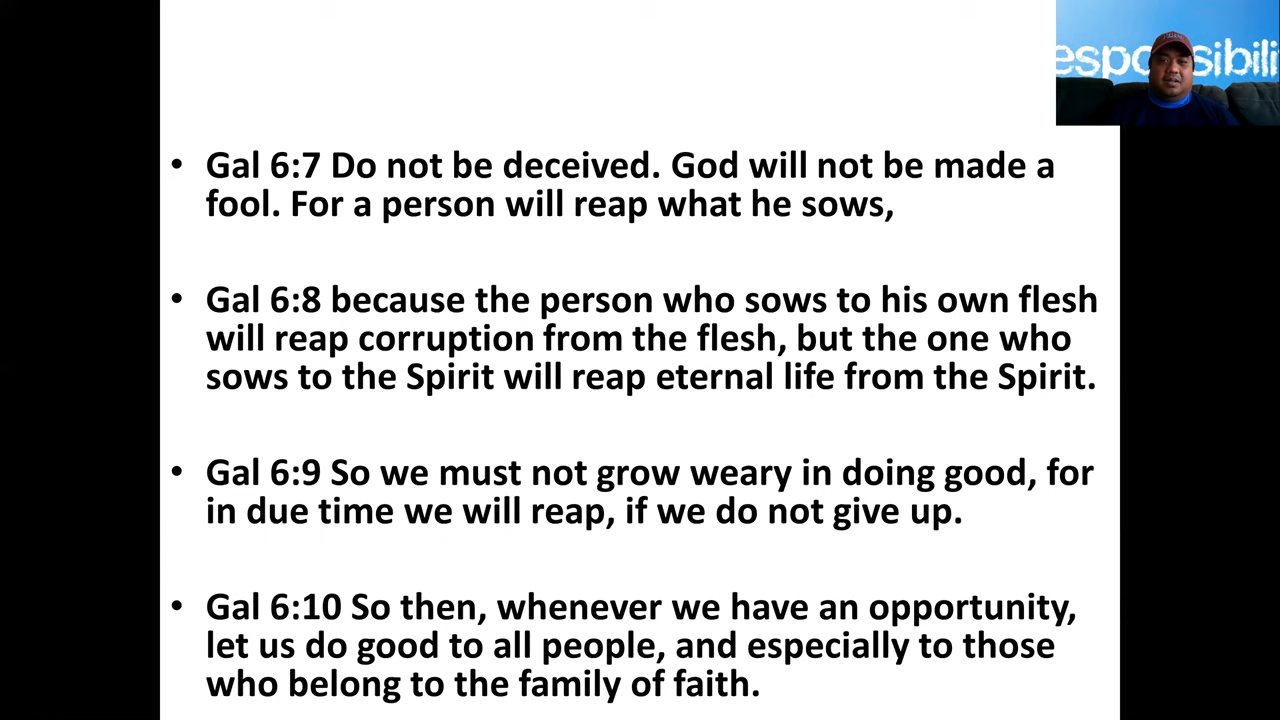 esponsibili
• Gal 6:7 Do not be deceived. God will not be made a
fool. For a person will reap what he sows,
• Gal 6:8 because the person who sows to his own flesh
will reap corruption from the flesh, but the one who
sows to the Spirit will reap eternal life from the Spirit.
• Gal 6:9 So we must not grow weary in doing good, for
in due time we will reap, if we do not give up.
• Gal 6:10 So then, whenever we have an opportunity,
let us do good to all people, and especially to those
who belong to the family of faith.